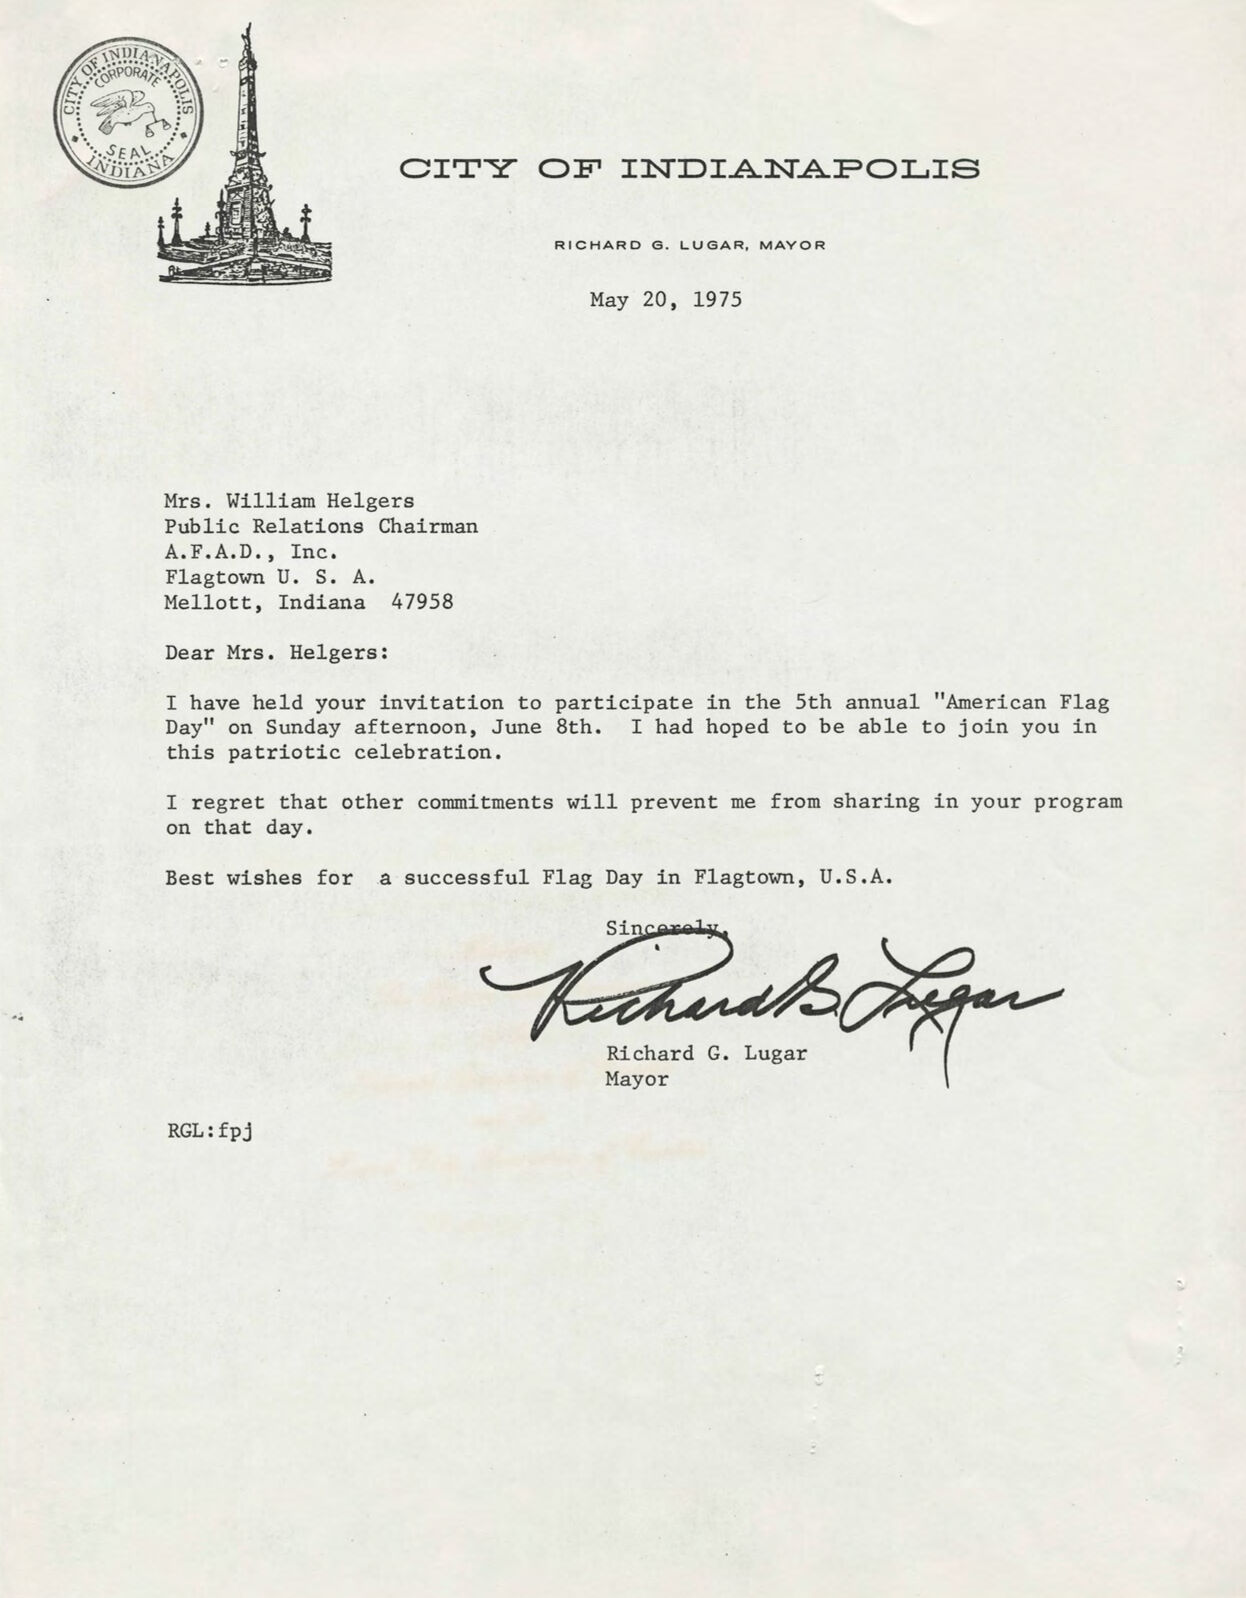 CITY OF INDIANAPOLIS
CORPORATE
SEAL
INDIANA
CITY OF INDIANAPOLIS
RICHARD G. LUGAR, MAYOR
May 20, 1975
Mrs. William Helgers
Public Relations Chairman
A.F.A.D., Inc.
Flagtown U. S. A.
Mellott, Indiana 47958
Dear Mrs. Helgers:
I have held your invitation to participate in the 5th annual "American Flag
Day" on Sunday afternoon, June 8th. I had hoped to be able to join you in
this patriotic celebration.
I regret that other commitments will prevent me from sharing in your program
on that day.
Best wishes for a successful Flag Day in Flagtown, U.S.A.
Sincerely,
Richard G. Lugar
Richard G. Lugar
Mayor
RGL:fpj